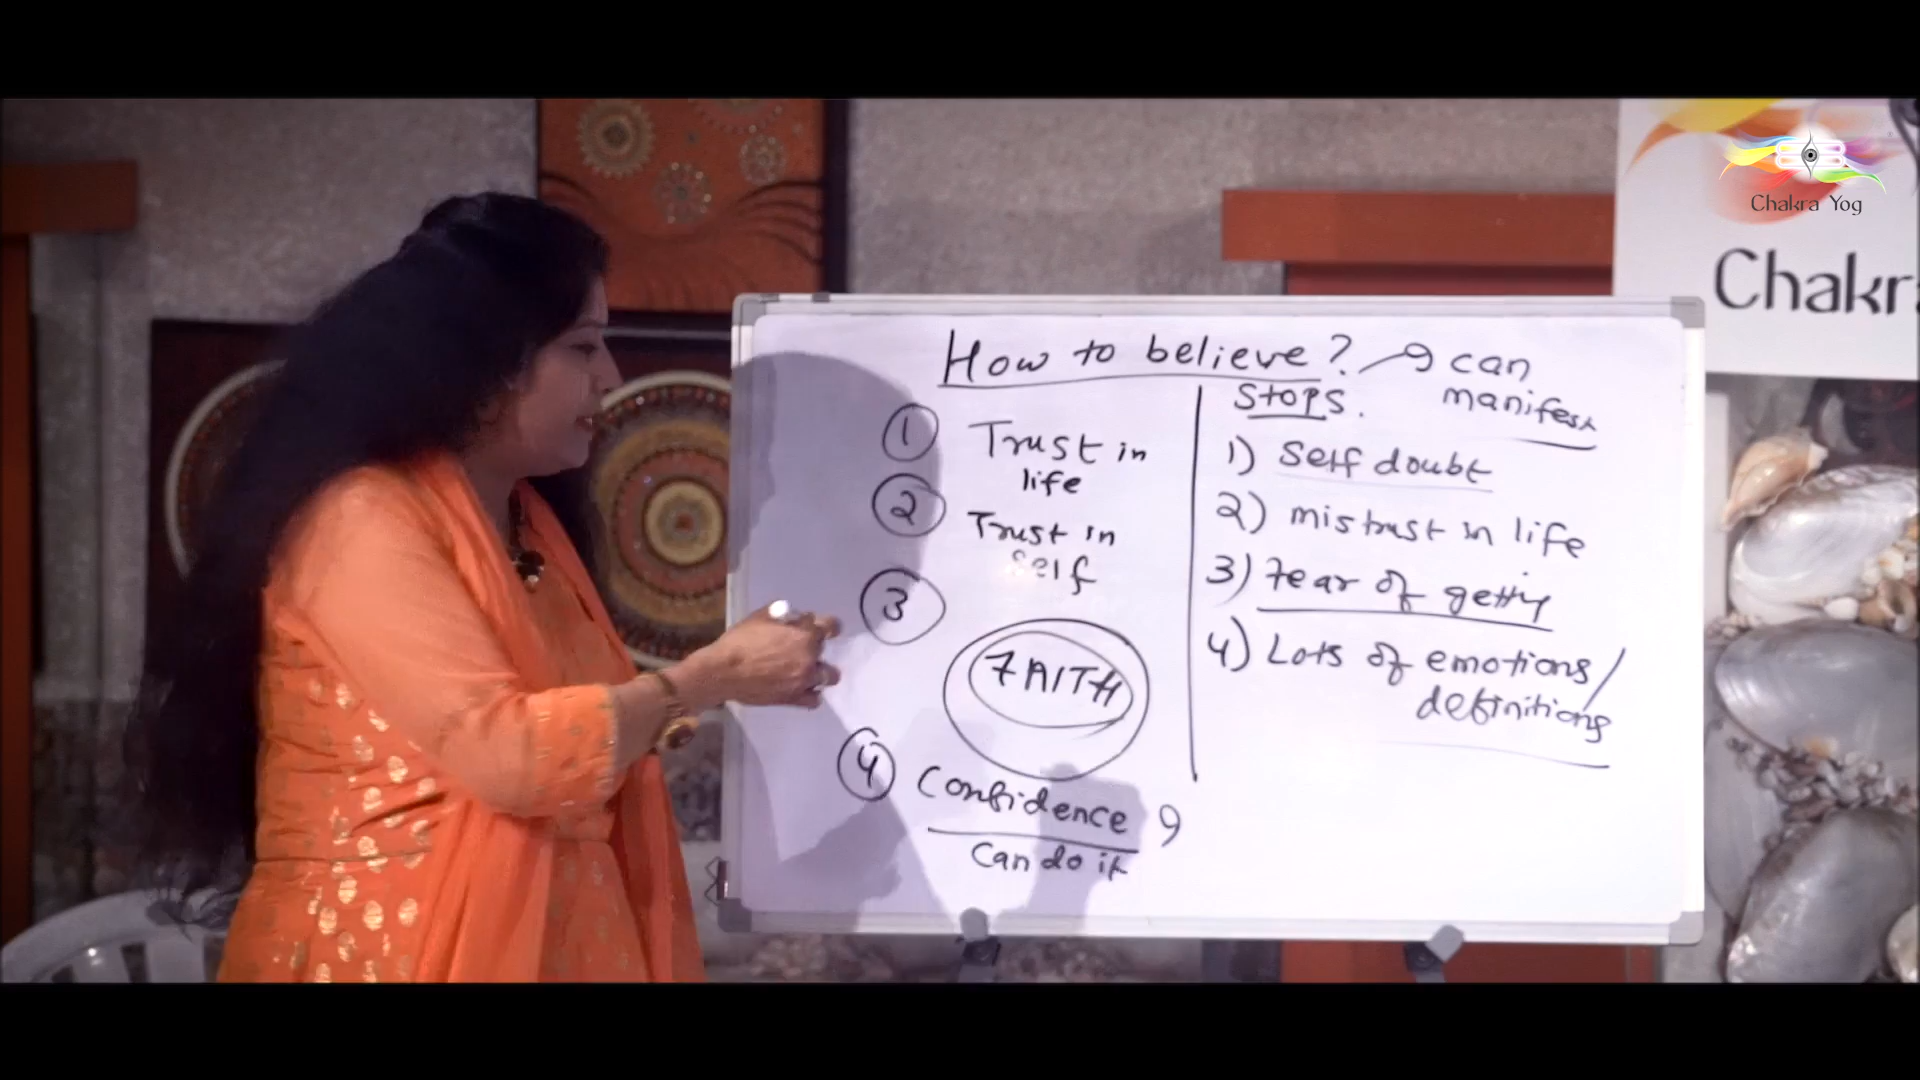 How to believe? 9 can
manifest
① Trust in
life
② Trust in
Self
③ FAITH
④ Confidence 9
Can do it
Stops.
1) Self doubt
2) mistrust in life
3) Fear of getting
4) Lots of emotions/
definitions
Chakra Yog
Chakr